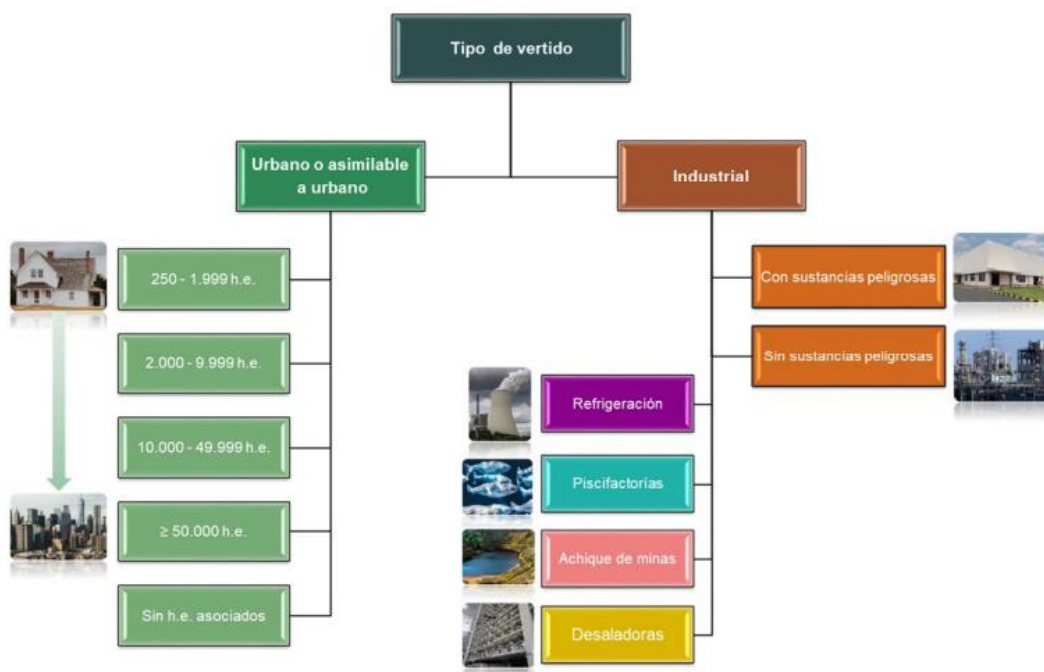 Tipo de vertido
Urbano o asimilable
a urbano
250 - 1.999 h.e.
2.000 - 9.999 h.e.
10.000 - 49.999 h.e.
≥ 50.000 h.e.
Sin h.e. asociados
Industrial
Con sustancias peligrosas
Sin sustancias peligrosas
Refrigeración
Piscifactorías
Achique de minas
Desaladoras